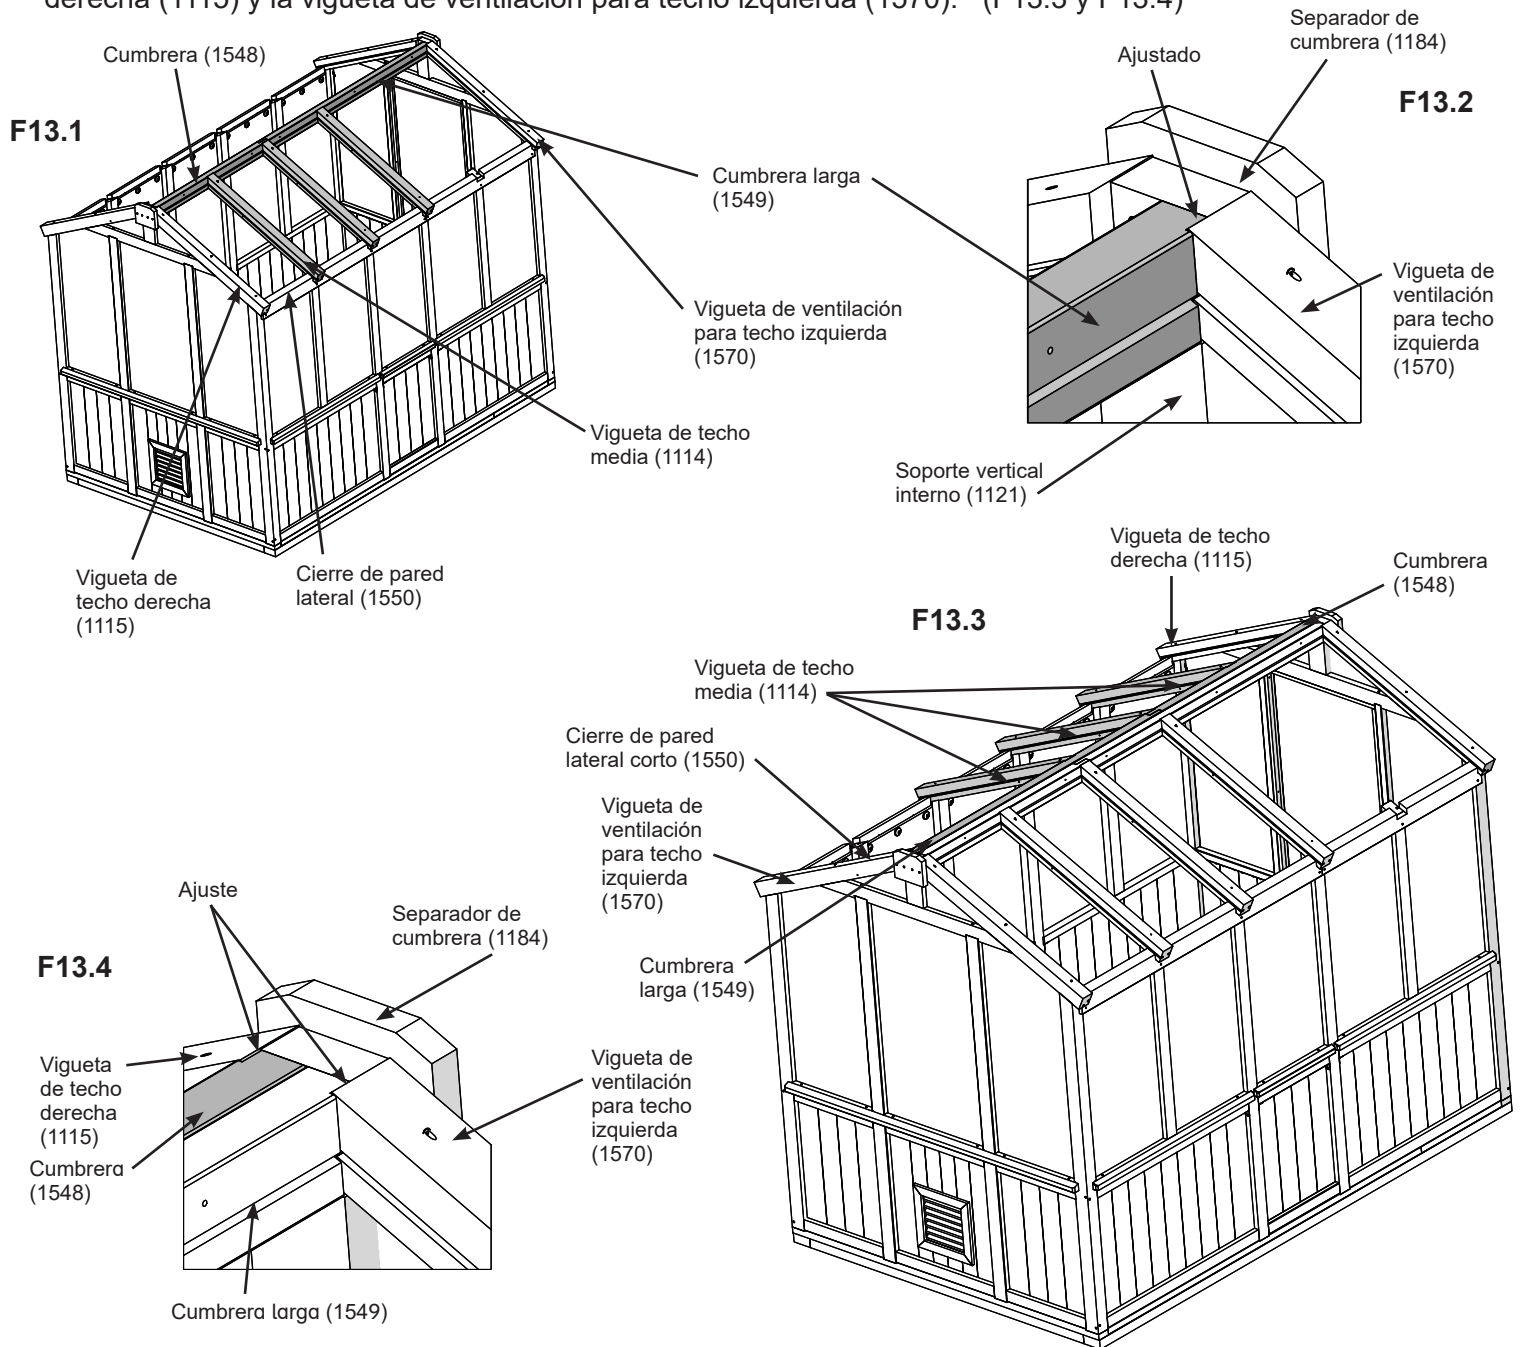 derecha (1115) y la vigueta de ventilación para techo izquierda (1570). (F13.3 y F13.4)
F13.1
Cumbrera (1548)
Cumbrera larga
(1549)
Vigueta de ventilación
para techo izquierda
(1570)
Vigueta de techo
media (1114)
Vigueta de
techo derecha
(1115)
Cierre de pared
lateral (1550)
F13.2
Ajustado
Separador de
cumbrera (1184)
Vigueta de
ventilación
para techo
izquierda
(1570)
Soporte vertical
interno (1121)
F13.3
Vigueta de techo
derecha (1115)
Cumbrera
(1548)
Vigueta de techo
media (1114)
Cierre de pared
lateral corto (1550)
Vigueta de
ventilación
para techo
izquierda
(1570)
Cumbrera
larga (1549)
F13.4
Ajuste
Separador de
cumbrera (1184)
Vigueta
de techo
derecha
(1115)
Cumbrera
(1548)
Vigueta de
ventilación
para techo
izquierda
(1570)
Cumbrera larga (1549)